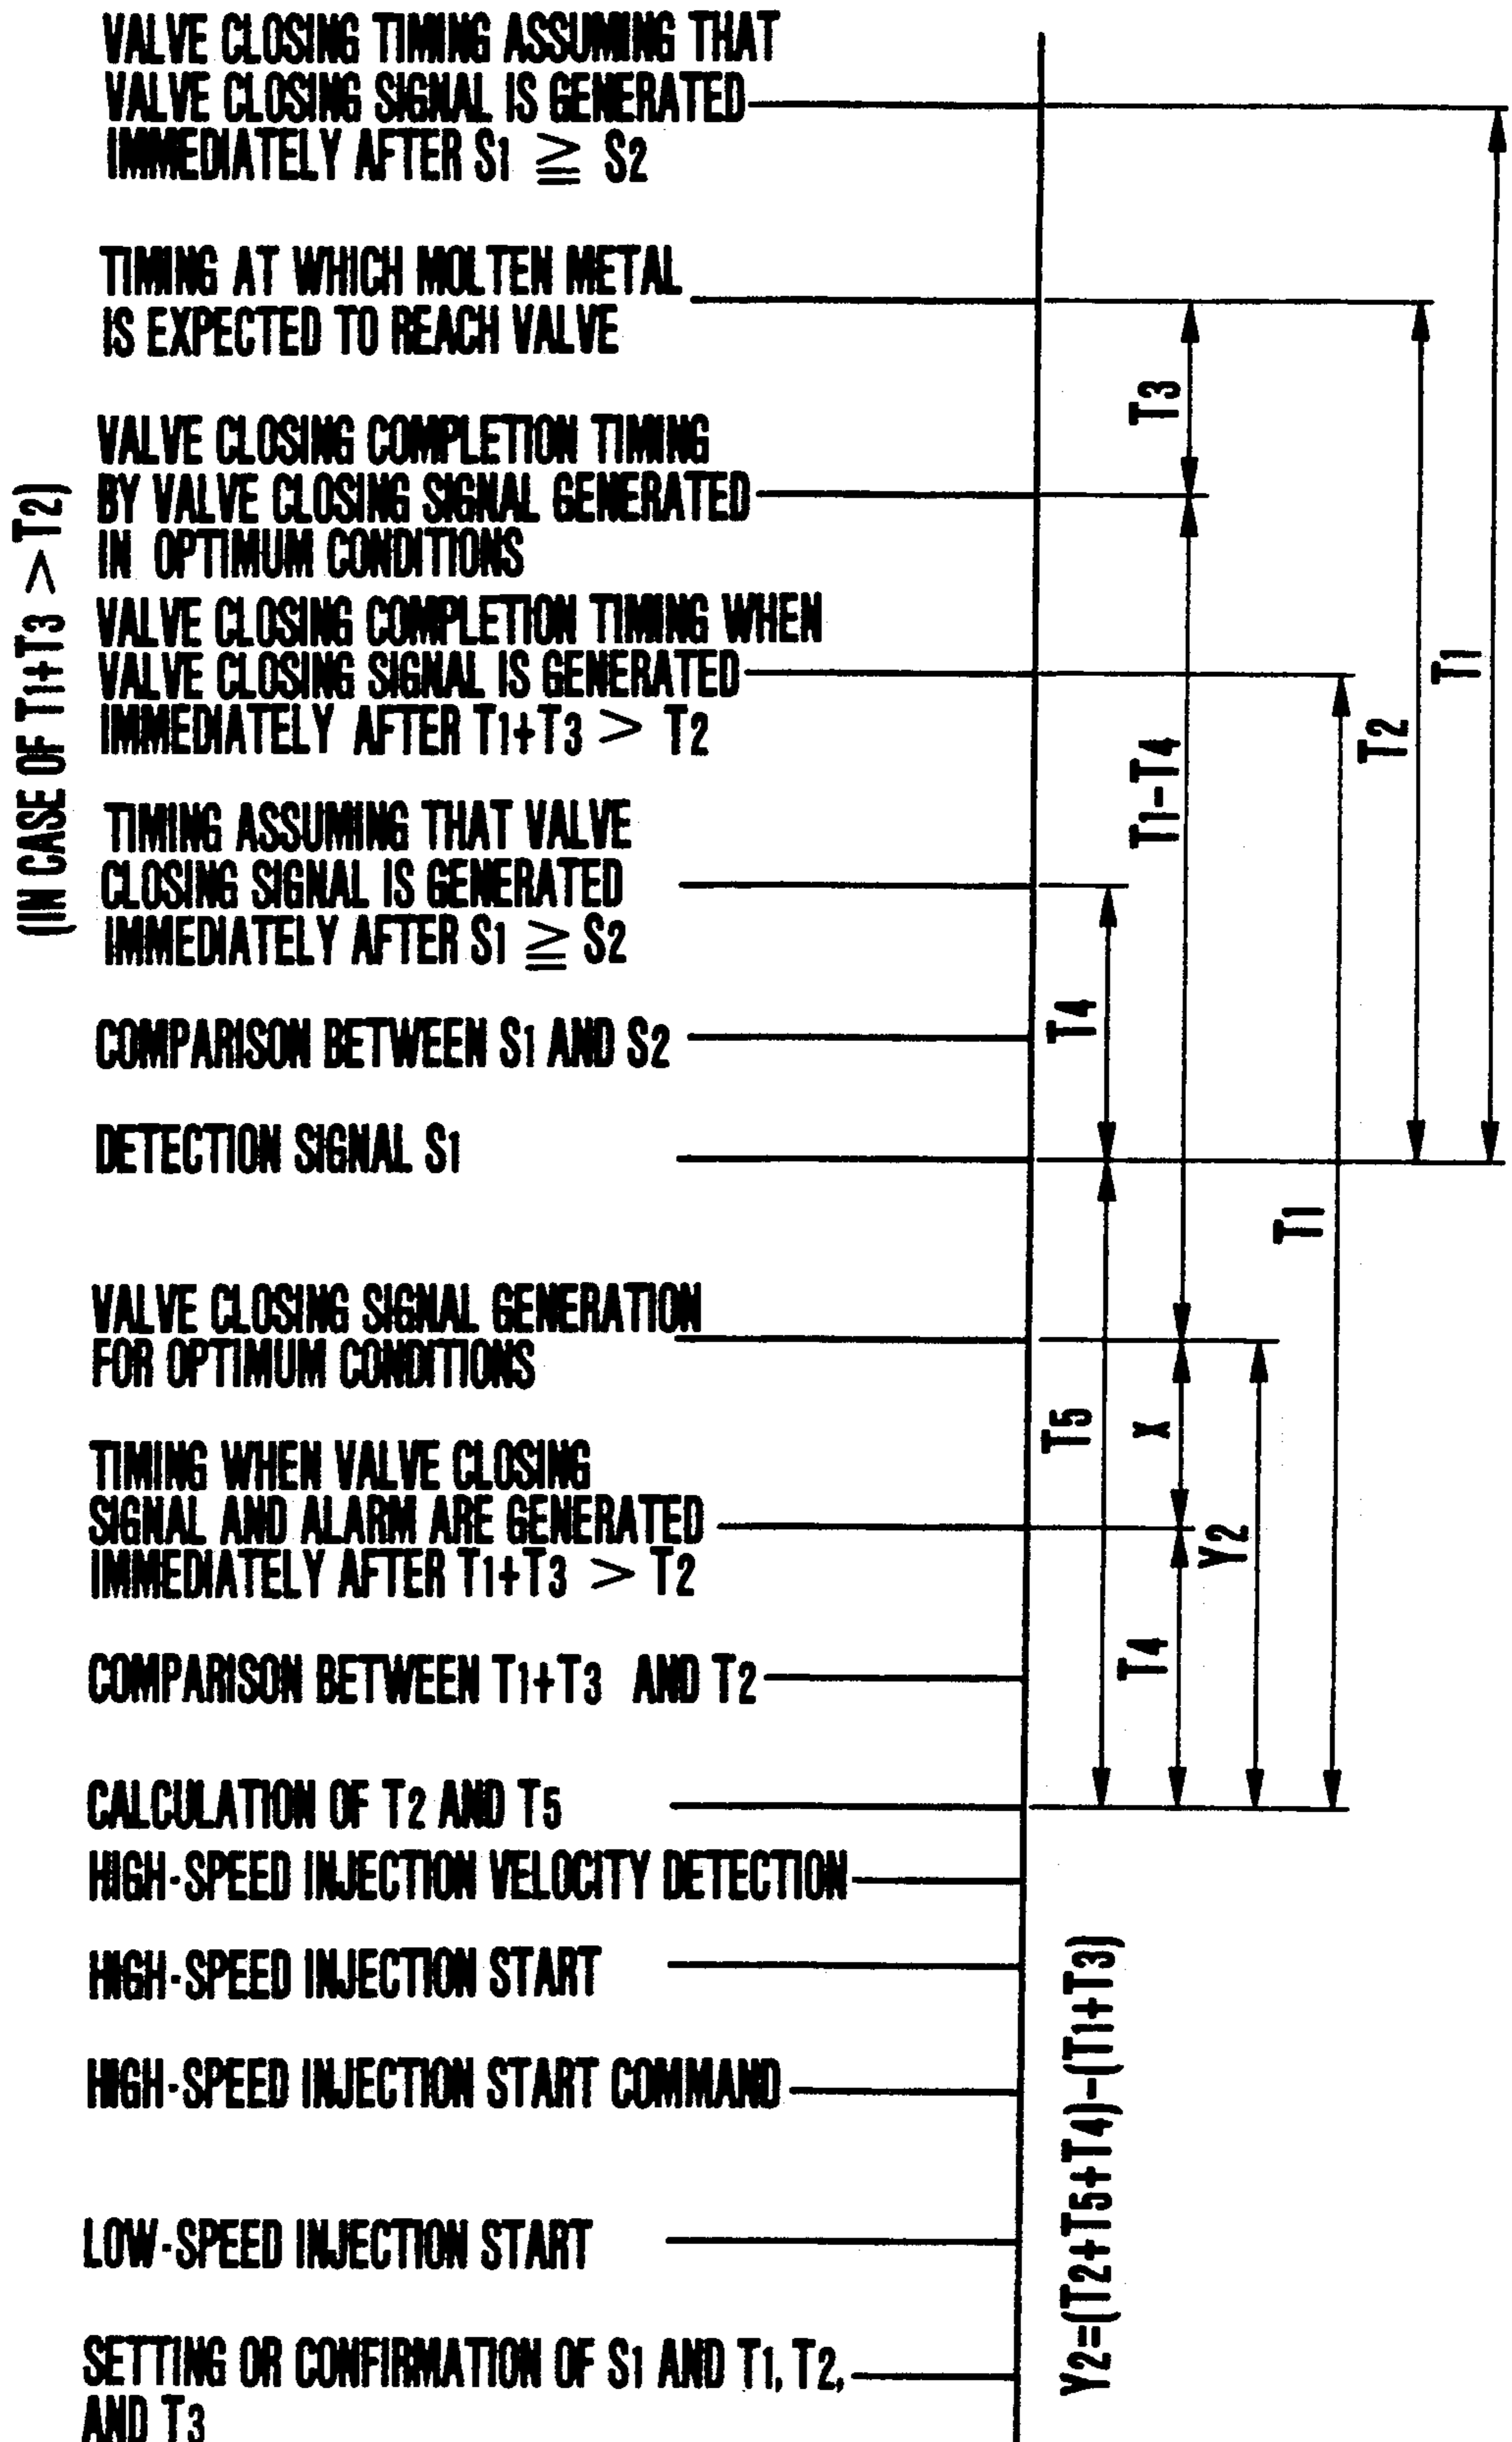 VALVE CLOSING TIMING ASSUMING THAT
VALVE CLOSING SIGNAL IS GENERATED
IMMEDIATELY AFTER S1 ≧ S2
TIMING AT WHICH MOLTEN METAL
IS EXPECTED TO REACH VALVE
VALVE CLOSING COMPLETION TIMING
BY VALVE CLOSING SIGNAL GENERATED
IN OPTIMUM CONDITIONS
VALVE CLOSING COMPLETION TIMING WHEN
VALVE CLOSING SIGNAL IS GENERATED
IMMEDIATELY AFTER T1+T3 > T2
TIMING ASSUMING THAT VALVE
CLOSING SIGNAL IS GENERATED
IMMEDIATELY AFTER S1 ≧ S2
COMPARISON BETWEEN S1 AND S2
DETECTION SIGNAL S1
VALVE CLOSING SIGNAL GENERATION
FOR OPTIMUM CONDITIONS
TIMING WHEN VALVE CLOSING
SIGNAL AND ALARM ARE GENERATED
IMMEDIATELY AFTER T1+T3 > T2
COMPARISON BETWEEN T1+T3 AND T2
CALCULATION OF T2 AND T5
HIGH-SPEED INJECTION VELOCITY DETECTION
HIGH-SPEED INJECTION START
HIGH-SPEED INJECTION START COMMAND
LOW-SPEED INJECTION START
SETTING OR CONFIRMATION OF S1 AND T1, T2,
AND T3
(IN CASE OF T1+T3 >T2)
T3
T1-T4
T2
T1
T4
T1
T5
X
Y2
T4
Y2=(T2+T5+T4)-(T1+T3)